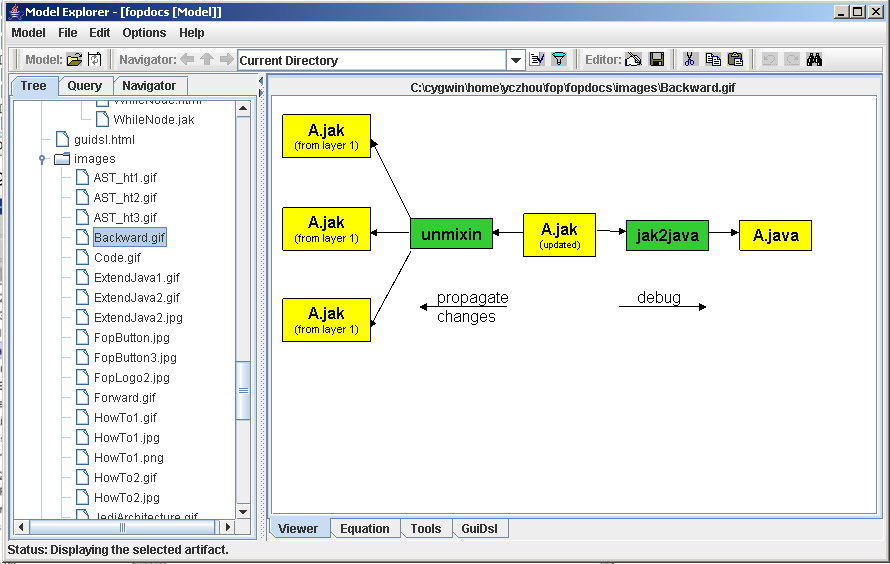 Model Explorer - [fopdocs [Model]]
Model File Edit Options Help
Model: Navigator: Current Directory Editor:
Tree Query Navigator
C:\cygwin\home\yczhou\fop\fopdocs\images\Backward.gif
WhileNode.html
WhileNode.jak
guidsl.html
images
AST_ht1.gif
AST_ht2.gif
AST_ht3.gif
Backward.gif
Code.gif
ExtendJava1.gif
ExtendJava2.gif
ExtendJava2.jpg
FopButton.jpg
FopButton3.jpg
FopLogo2.jpg
Forward.gif
HowTo1.gif
HowTo1.jpg
HowTo1.png
HowTo2.gif
HowTo2.jpg
JediArchitecture.gif
A.jak
(from layer 1)
A.jak
(from layer 1)
A.jak
(from layer 1)
unmixin
A.jak
(updated)
jak2java
A.java
propagate
changes
debug
Viewer Equation Tools GuiDsl
Status: Displaying the selected artifact.